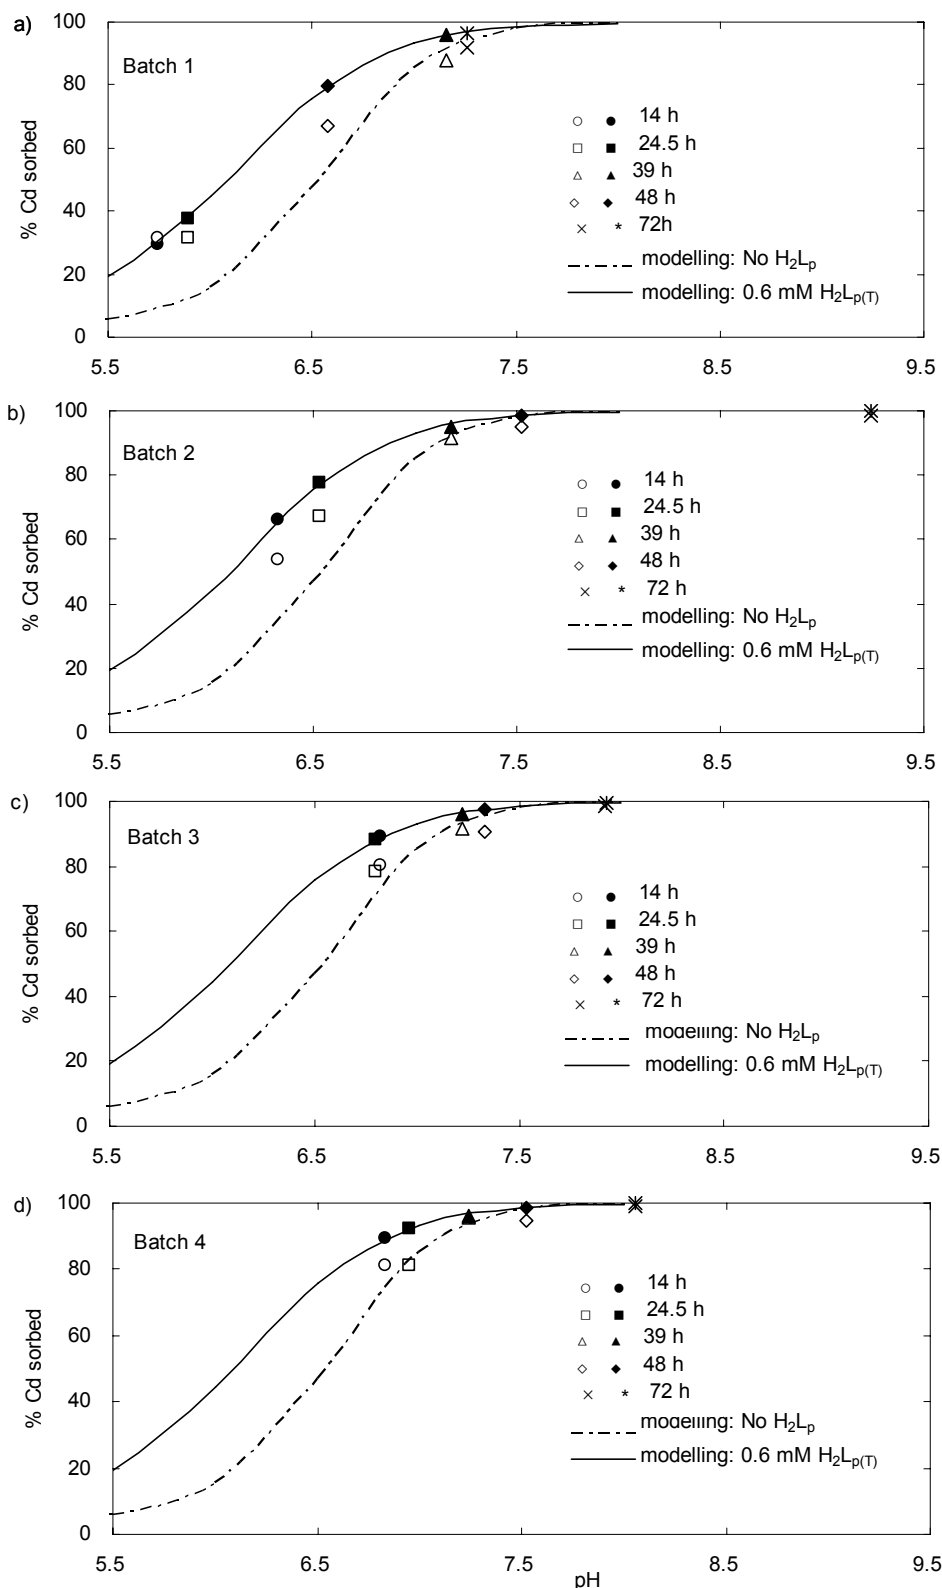 a)
100
80
60
40
20
0
% Cd sorbed
Batch 1
14 h
24.5 h
39 h
48 h
72h
modelling: No H₂Lₚ
modelling: 0.6 mM H₂Lₚ₍T₎
5.5 6.5 7.5 8.5 9.5
b)
100
80
60
40
20
0
% Cd sorbed
Batch 2
14 h
24.5 h
39 h
48 h
72 h
modelling: No H₂Lₚ
modelling: 0.6 mM H₂Lₚ₍T₎
5.5 6.5 7.5 8.5 9.5
c)
100
80
60
40
20
0
% Cd sorbed
Batch 3
14 h
24.5 h
39 h
48 h
72 h
modelling: No H₂Lₚ
modelling: 0.6 mM H₂Lₚ₍T₎
5.5 6.5 7.5 8.5 9.5
d)
100
80
60
40
20
0
% Cd sorbed
Batch 4
14 h
24.5 h
39 h
48 h
72 h
modelling: No H₂Lₚ
modelling: 0.6 mM H₂Lₚ₍T₎
5.5 6.5 7.5 8.5 9.5
pH